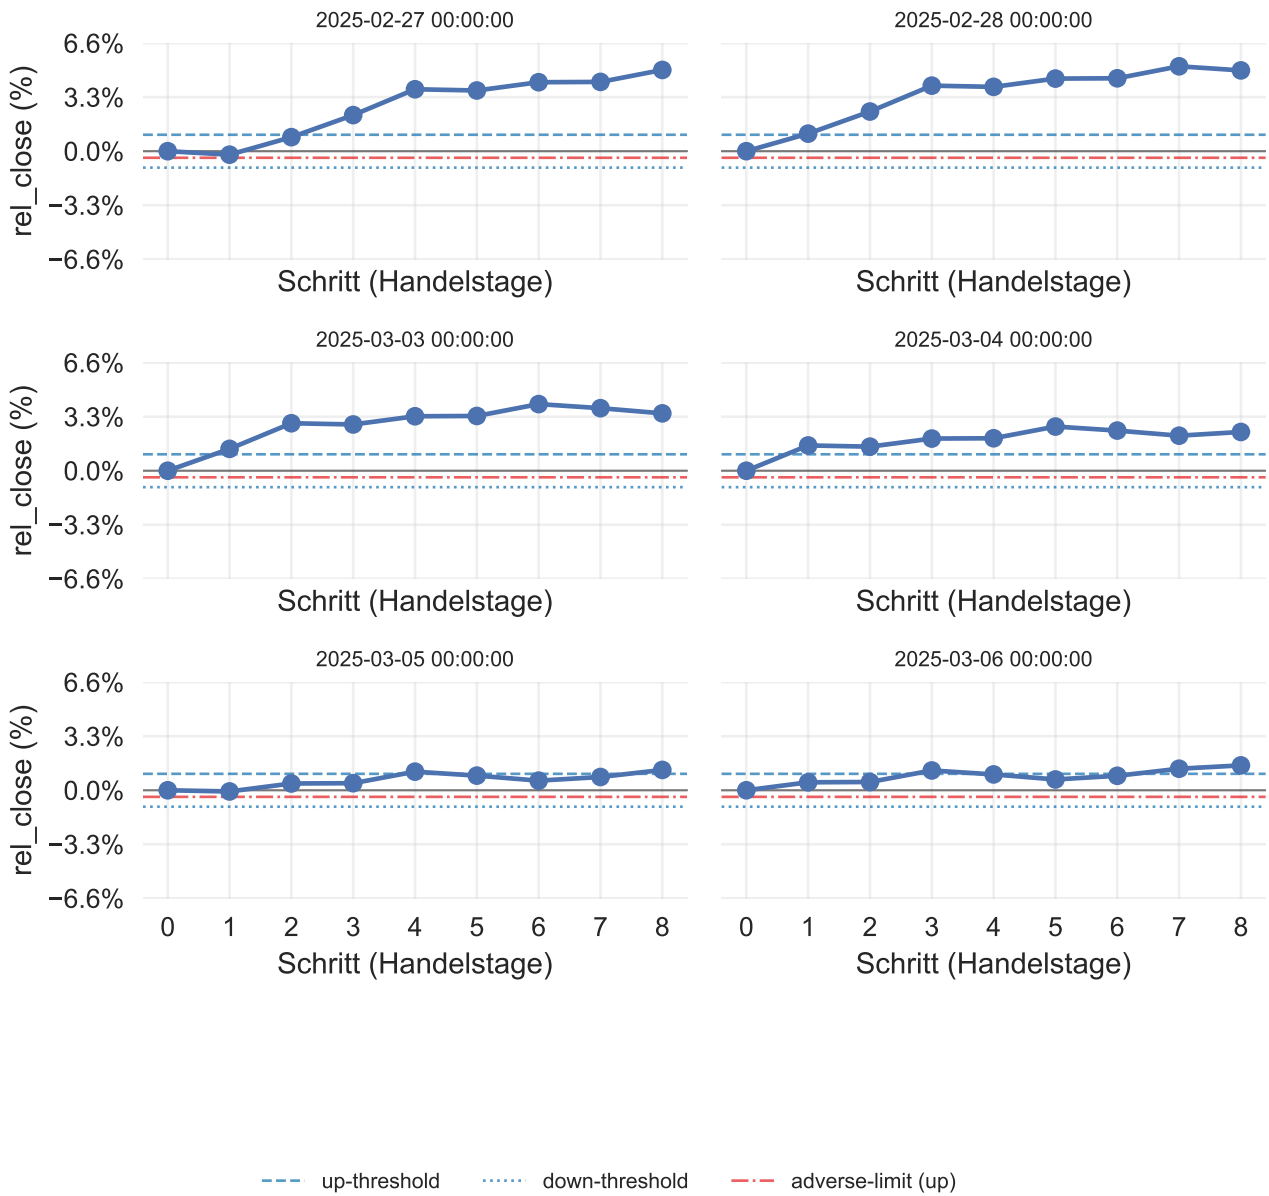 2025-02-27 00:00:00
2025-02-28 00:00:00
rel_close (%)
6.6%
3.3%
0.0%
−3.3%
−6.6%
Schritt (Handelstage)
Schritt (Handelstage)
2025-03-03 00:00:00
2025-03-04 00:00:00
rel_close (%)
6.6%
3.3%
0.0%
−3.3%
−6.6%
Schritt (Handelstage)
Schritt (Handelstage)
2025-03-05 00:00:00
2025-03-06 00:00:00
rel_close (%)
6.6%
3.3%
0.0%
−3.3%
−6.6%
0 1 2 3 4 5 6 7 8
0 1 2 3 4 5 6 7 8
Schritt (Handelstage)
Schritt (Handelstage)
up-threshold
down-threshold
adverse-limit (up)